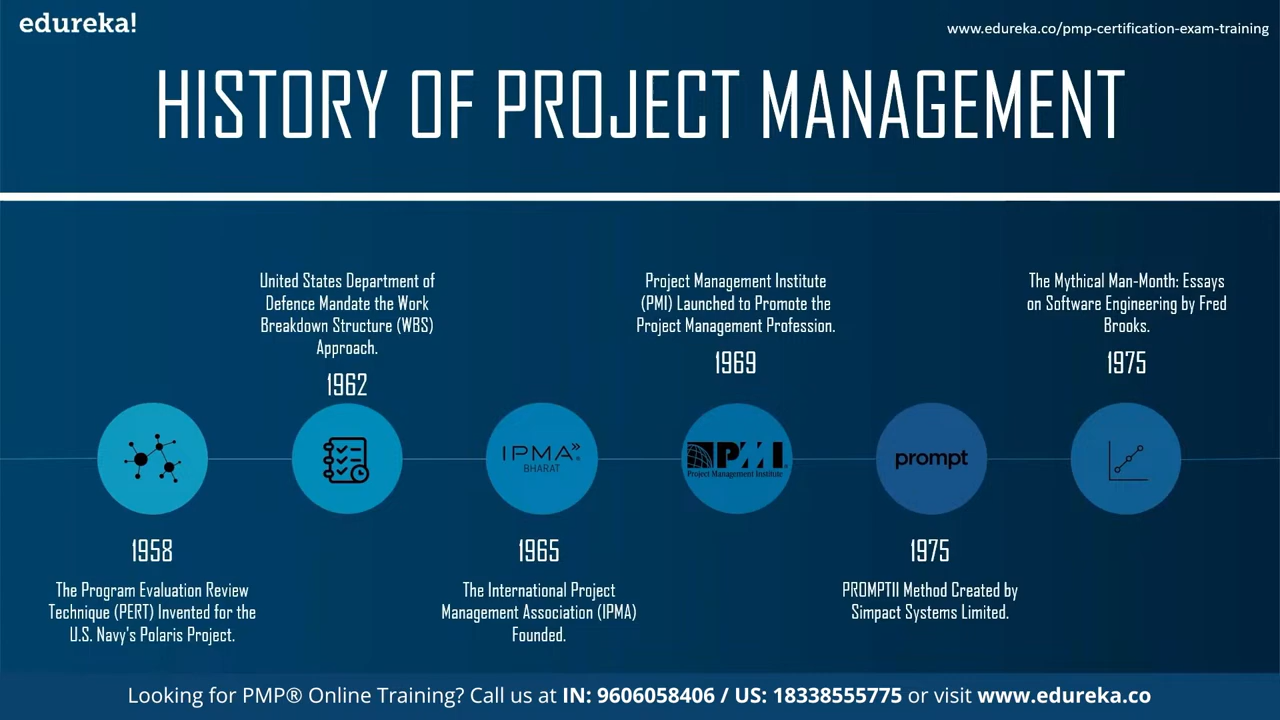 edureka!
www.edureka.co/pmp-certification-exam-training
HISTORY OF PROJECT MANAGEMENT
United States Department of
Defence Mandate the Work
Breakdown Structure (WBS)
Approach.
1962
Project Management Institute
(PMI) Launched to Promote the
Project Management Profession.
1969
The Mythical Man-Month: Essays
on Software Engineering by Fred
Brooks.
1975
IPMA
BHARAT
PMI
Project Management Institute
prompt
1958
The Program Evaluation Review
Technique (PERT) Invented for the
U.S. Navy's Polaris Project.
1965
The International Project
Management Association (IPMA)
Founded.
1975
PROMPTII Method Created by
Simpact Systems Limited.
Looking for PMP® Online Training? Call us at IN: 9606058406 / US: 18338555775 or visit www.edureka.co